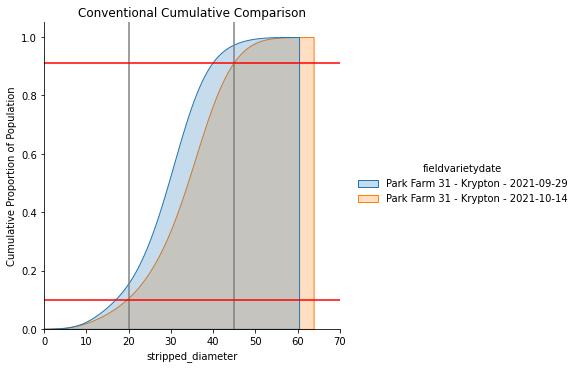 Conventional Cumulative Comparison
Cumulative Proportion of Population
1.0
0.8
0.6
0.4
0.2
0.0
0 10 20 30 40 50 60 70
stripped_diameter
fieldvarietydate
Park Farm 31 - Krypton - 2021-09-29
Park Farm 31 - Krypton - 2021-10-14